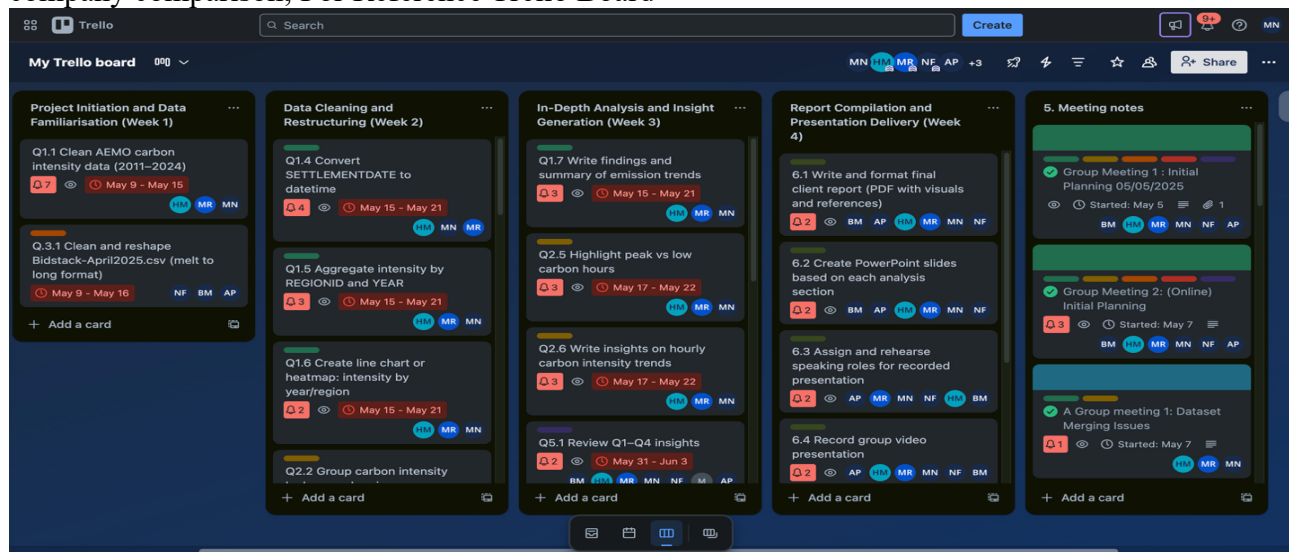 company comparison, For Reference Trello Board
Trello
Search
Create
9+
MN
My Trello board
MN HM MR NF AP +3
Share
Project Initiation and Data
Familiarisation (Week 1)
Q1.1 Clean AEMO carbon
intensity data (2011–2024)
7 May 9 - May 15
HM MR MN
Q.3.1 Clean and reshape
Bidstack-April2025.csv (melt to
long format)
May 9 - May 16 NF BM AP
+ Add a card
Data Cleaning and
Restructuring (Week 2)
Q1.4 Convert
SETTLEMENTDATE to
datetime
4 May 15 - May 21
HM MN MR
Q1.5 Aggregate intensity by
REGIONID and YEAR
3 May 15 - May 21
HM MR MN
Q1.6 Create line chart or
heatmap: intensity by
year/region
2 May 15 - May 21
HM MR MN
Q2.2 Group carbon intensity
+ Add a card
In-Depth Analysis and Insight
Generation (Week 3)
Q1.7 Write findings and
summary of emission trends
3 May 15 - May 21
HM MR MN
Q2.5 Highlight peak vs low
carbon hours
3 May 17 - May 22
HM MR MN
Q2.6 Write insights on hourly
carbon intensity trends
3 May 17 - May 22
HM MR MN
Q5.1 Review Q1–Q4 insights
2 May 31 - Jun 3
BM HM MR MN NF M AP
+ Add a card
Report Compilation and
Presentation Delivery (Week
4)
6.1 Write and format final
client report (PDF with visuals
and references)
2 BM AP HM MR MN NF
6.2 Create PowerPoint slides
based on each analysis
section
2 BM AP HM MR MN NF
6.3 Assign and rehearse
speaking roles for recorded
presentation
2 AP MR MN NF HM BM
6.4 Record group video
presentation
2 AP HM MR MN NF BM
+ Add a card
5. Meeting notes
Group Meeting 1 : Initial
Planning 05/05/2025
Started: May 5 1
BM HM MR MN NF AP
Group Meeting 2: (Online)
Initial Planning
3 Started: May 7
BM HM MR MN NF AP
A Group meeting 1: Dataset
Merging Issues
1 Started: May 7
HM MR MN
+ Add a card